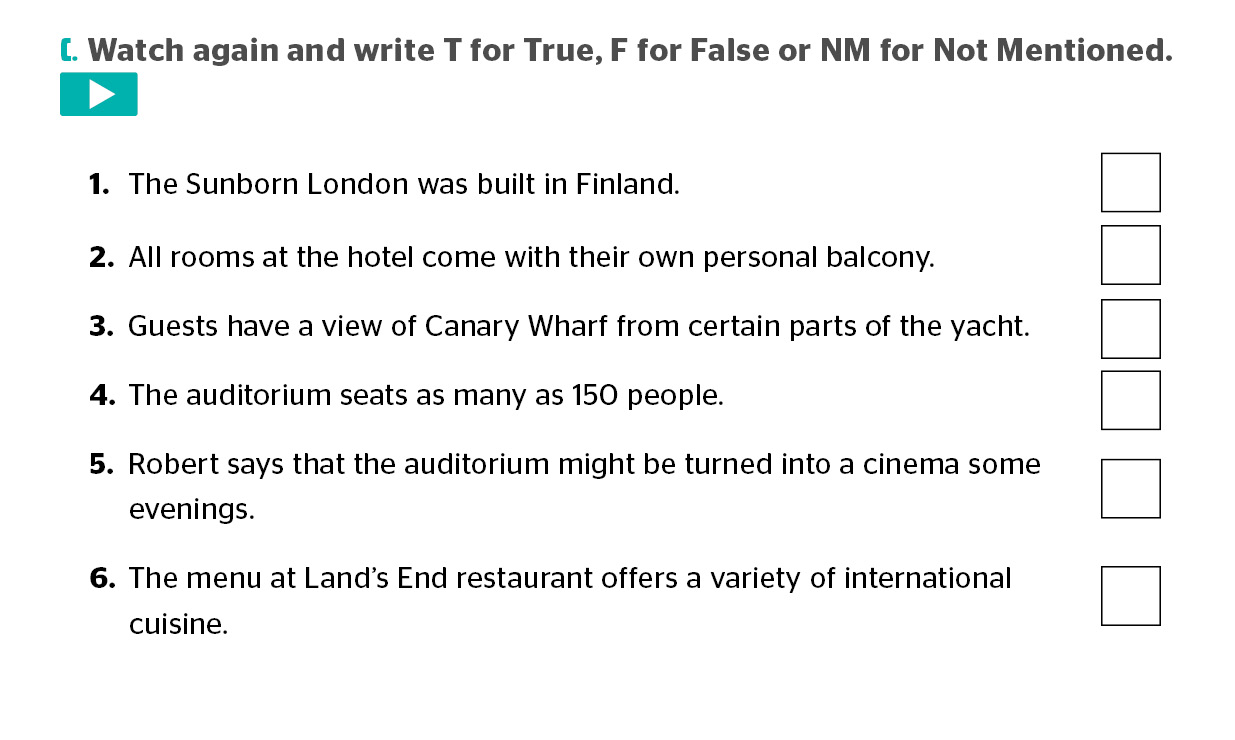 C. Watch again and write T for True, F for False or NM for Not Mentioned.
1. The Sunborn London was built in Finland.
2. All rooms at the hotel come with their own personal balcony.
3. Guests have a view of Canary Wharf from certain parts of the yacht.
4. The auditorium seats as many as 150 people.
5. Robert says that the auditorium might be turned into a cinema some
evenings.
6. The menu at Land’s End restaurant offers a variety of international
cuisine.